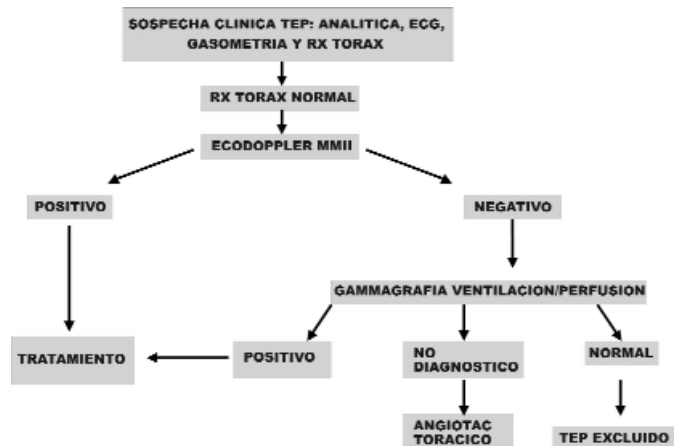 SOSPECHA CLINICA TEP: ANALITICA, ECG,
GASOMETRIA Y RX TORAX
RX TORAX NORMAL
ECODOPPLER MMII
POSITIVO
NEGATIVO
GAMMAGRAFIA VENTILACION/PERFUSION
TRATAMIENTO
POSITIVO
NO
DIAGNOSTICO
NORMAL
ANGIOTAC
TORACICO
TEP EXCLUIDO